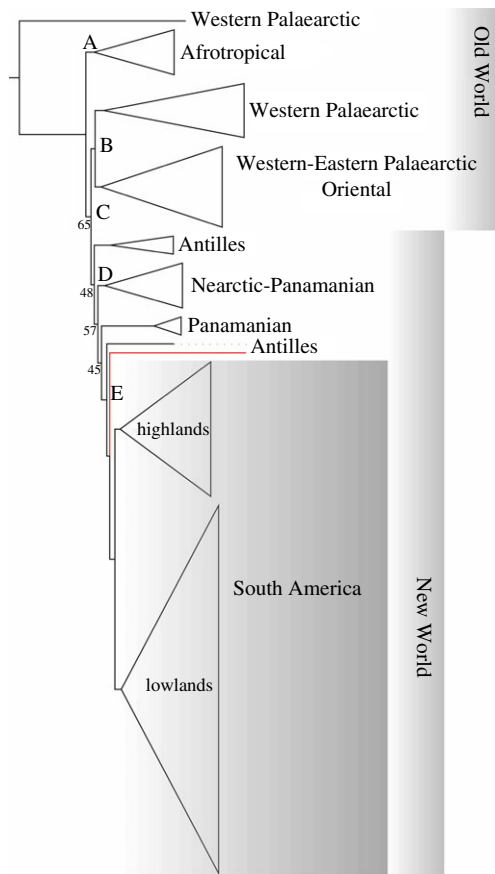 Western Palaearctic
A
Afrotropical
Western Palaearctic
B
Western-Eastern Palaearctic
Oriental
C
65
Antilles
D
Nearctic-Panamanian
48
Panamanian
57
Antilles
45
E
highlands
South America
lowlands
Old World
New World